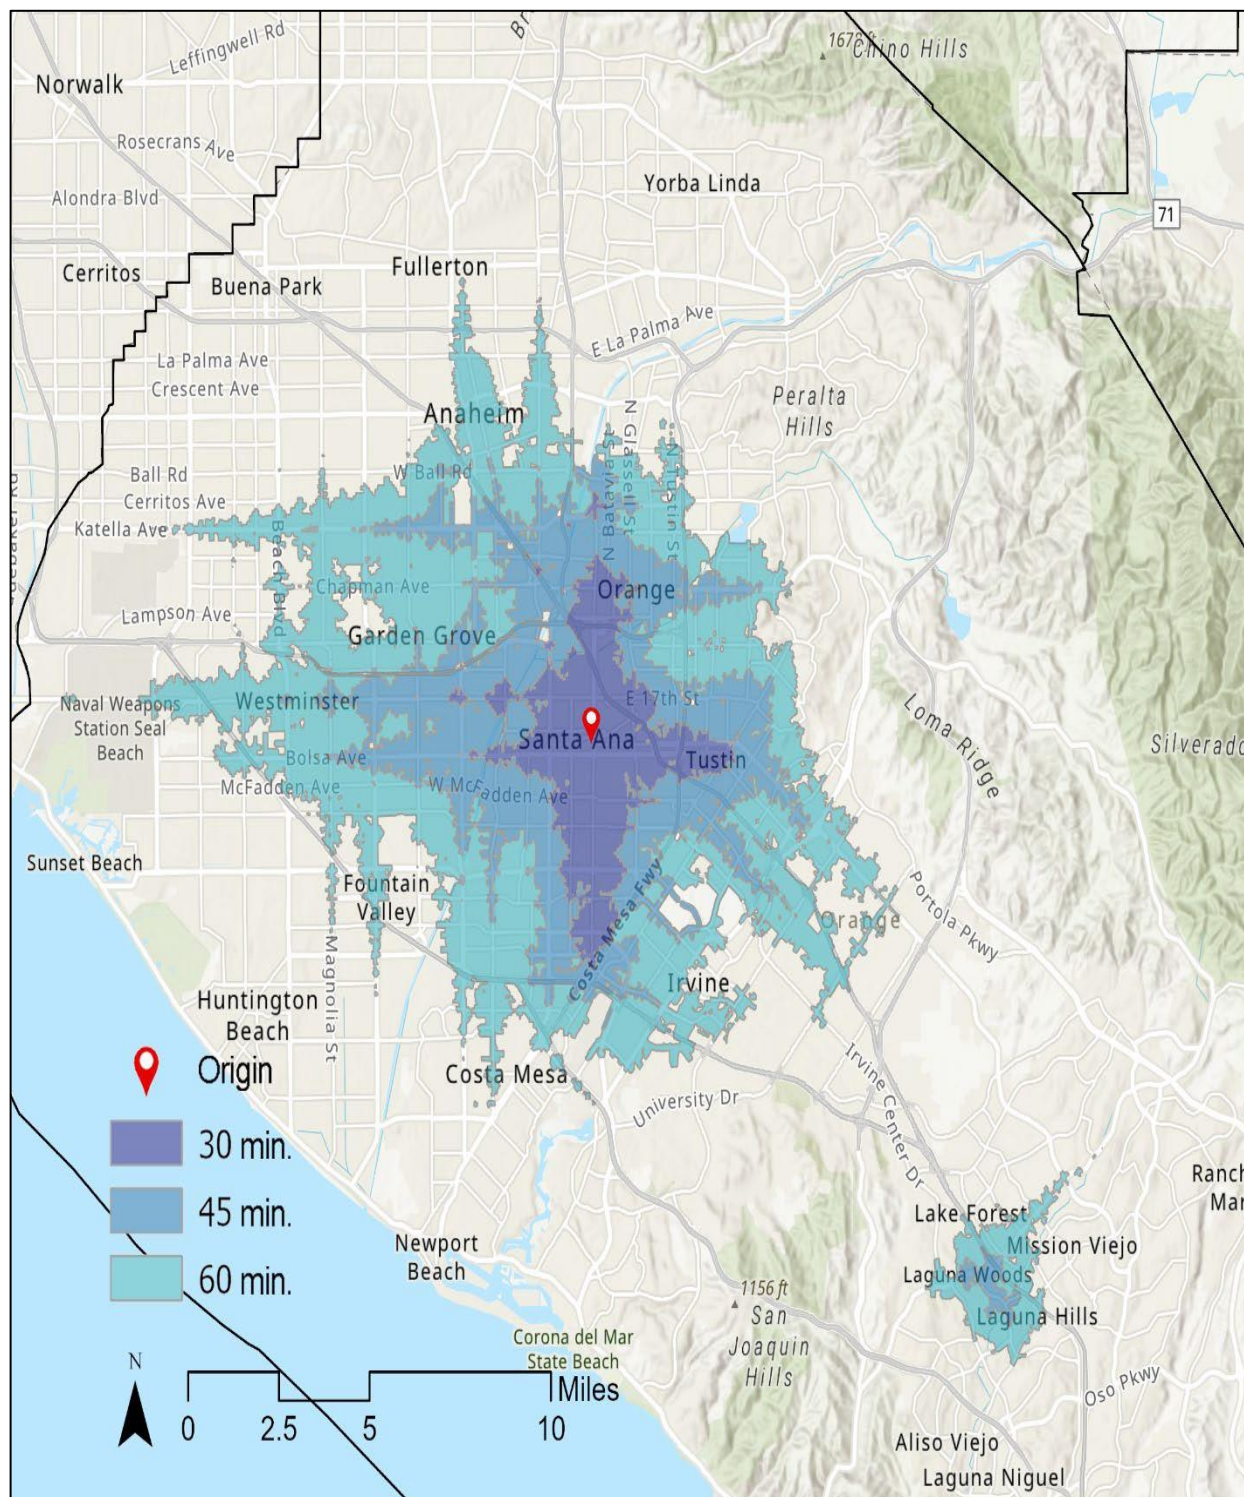 Leffingwell Rd
1673 ft
Chino Hills
Norwalk
Rosecrans Ave
Yorba Linda
Alondra Blvd
71
Cerritos
Fullerton
Buena Park
E La Palma Ave
La Palma Ave
Crescent Ave
Peralta
Hills
Anaheim
N Glassell St
N Batavia St
N Tustin St
Ball Rd
W Ball Rd
Cerritos Ave
Katella Ave
Beach Blvd
Chapman Ave
Orange
Lampson Ave
Garden Grove
Naval Weapons
Station Seal
Beach
Westminster
E 17th St
Loma Ridge
Santa Ana
Silverado
Bolsa Ave
Tustin
McFadden Ave
W McFadden Ave
Sunset Beach
Fountain
Valley
Costa Mesa Fwy
Portola Pkwy
Orange
Magnolia St
Irvine
Huntington
Beach
Costa Mesa
University Dr
Irvine Center Dr
Origin
30 min.
45 min.
60 min.
Ranch
Mar
Lake Forest
Mission Viejo
Newport
Beach
Laguna Woods
1156 ft
San
Joaquin
Hills
Laguna Hills
Corona del Mar
State Beach
N
Miles
0 2.5 5 10
Oso Pkwy
Aliso Viejo
Laguna Niguel